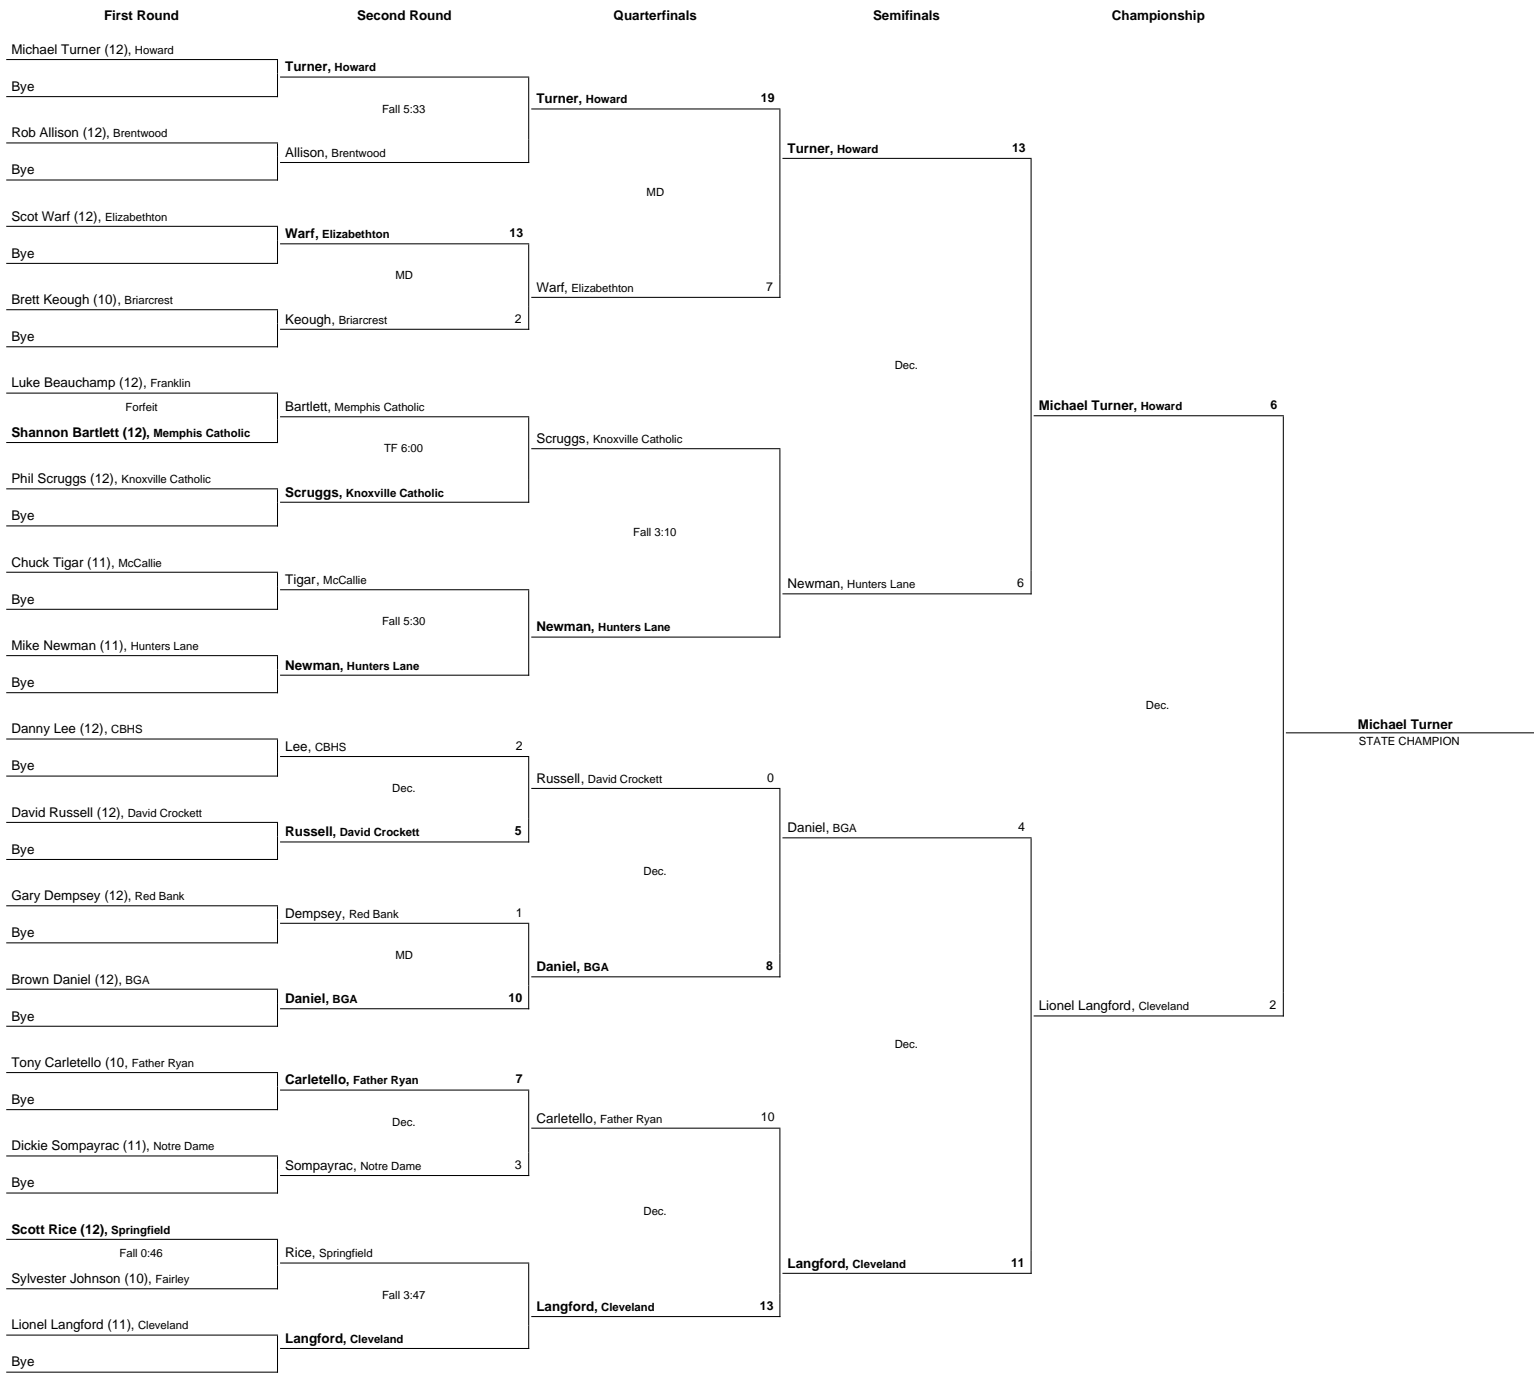 First Round
Second Round
Quarterfinals
Semifinals
Championship
Michael Turner (12), Howard
Bye
Rob Allison (12), Brentwood
Bye
Scot Warf (12), Elizabethton
Bye
Brett Keough (10), Briarcrest
Bye
Luke Beauchamp (12), Franklin
Forfeit
Shannon Bartlett (12), Memphis Catholic
Phil Scruggs (12), Knoxville Catholic
Bye
Chuck Tigar (11), McCallie
Bye
Mike Newman (11), Hunters Lane
Bye
Danny Lee (12), CBHS
Bye
David Russell (12), David Crockett
Bye
Gary Dempsey (12), Red Bank
Bye
Brown Daniel (12), BGA
Bye
Tony Carletello (10, Father Ryan
Bye
Dickie Sompayrac (11), Notre Dame
Bye
Scott Rice (12), Springfield
Fall 0:46
Sylvester Johnson (10), Fairley
Lionel Langford (11), Cleveland
Bye
Turner, Howard
Fall 5:33
Allison, Brentwood
Warf, Elizabethton 13
MD
Keough, Briarcrest 2
Bartlett, Memphis Catholic
TF 6:00
Scruggs, Knoxville Catholic
Tigar, McCallie
Fall 5:30
Newman, Hunters Lane
Lee, CBHS 2
Dec.
Russell, David Crockett 5
Dempsey, Red Bank 1
MD
Daniel, BGA 10
Carletello, Father Ryan 7
Dec.
Sompayrac, Notre Dame 3
Rice, Springfield
Fall 3:47
Langford, Cleveland
Turner, Howard 19
MD
Warf, Elizabethton 7
Scruggs, Knoxville Catholic
Fall 3:10
Newman, Hunters Lane
Russell, David Crockett 0
Dec.
Daniel, BGA 8
Carletello, Father Ryan 10
Dec.
Langford, Cleveland 13
Turner, Howard 13
Dec.
Newman, Hunters Lane 6
Daniel, BGA 4
Dec.
Langford, Cleveland 11
Michael Turner, Howard 6
Dec.
Lionel Langford, Cleveland 2
Michael Turner
STATE CHAMPION